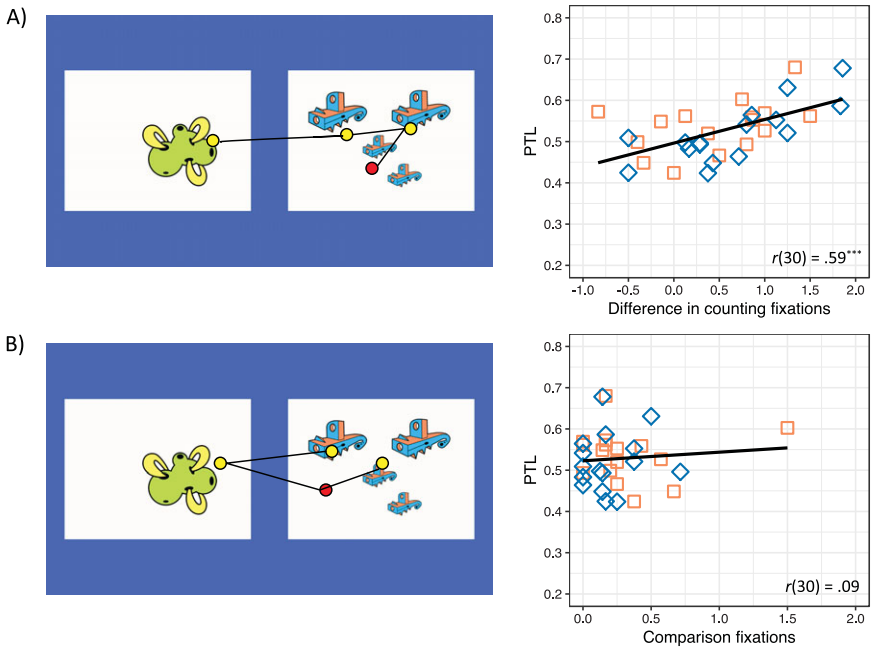 A)
0.8
0.7
0.6
0.5
0.4
0.3
0.2
PTL
r(30) = .59***
-1.0 -0.5 0.0 0.5 1.0 1.5 2.0
Difference in counting fixations
B)
0.8
0.7
0.6
0.5
0.4
0.3
0.2
PTL
r(30) = .09
0.0 0.5 1.0 1.5 2.0
Comparison fixations